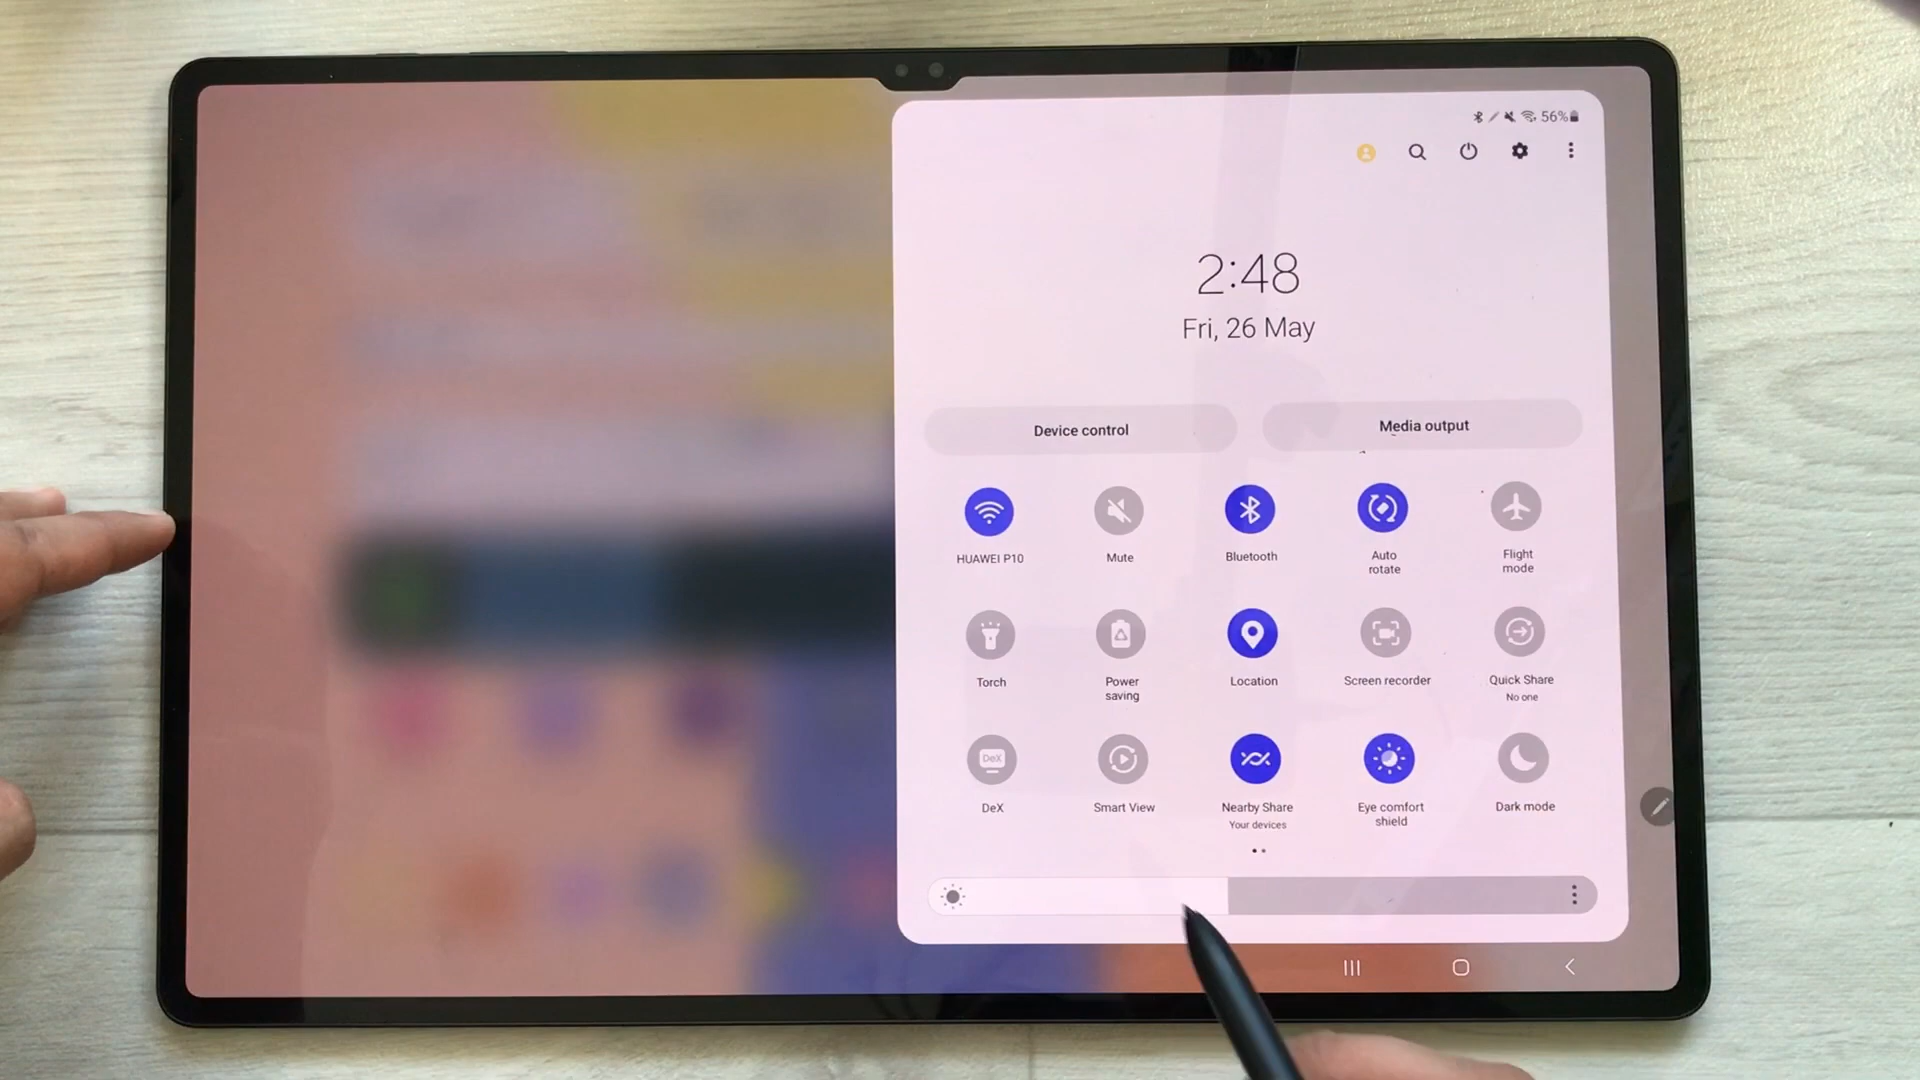 56%
2:48
Fri, 26 May
Device control
Media output
HUAWEI P10
Mute
Bluetooth
Auto
rotate
Flight
mode
Torch
Power
saving
Location
Screen recorder
Quick Share
No one
DeX
DeX
Smart View
Nearby Share
Your devices
Eye comfort
shield
Dark mode